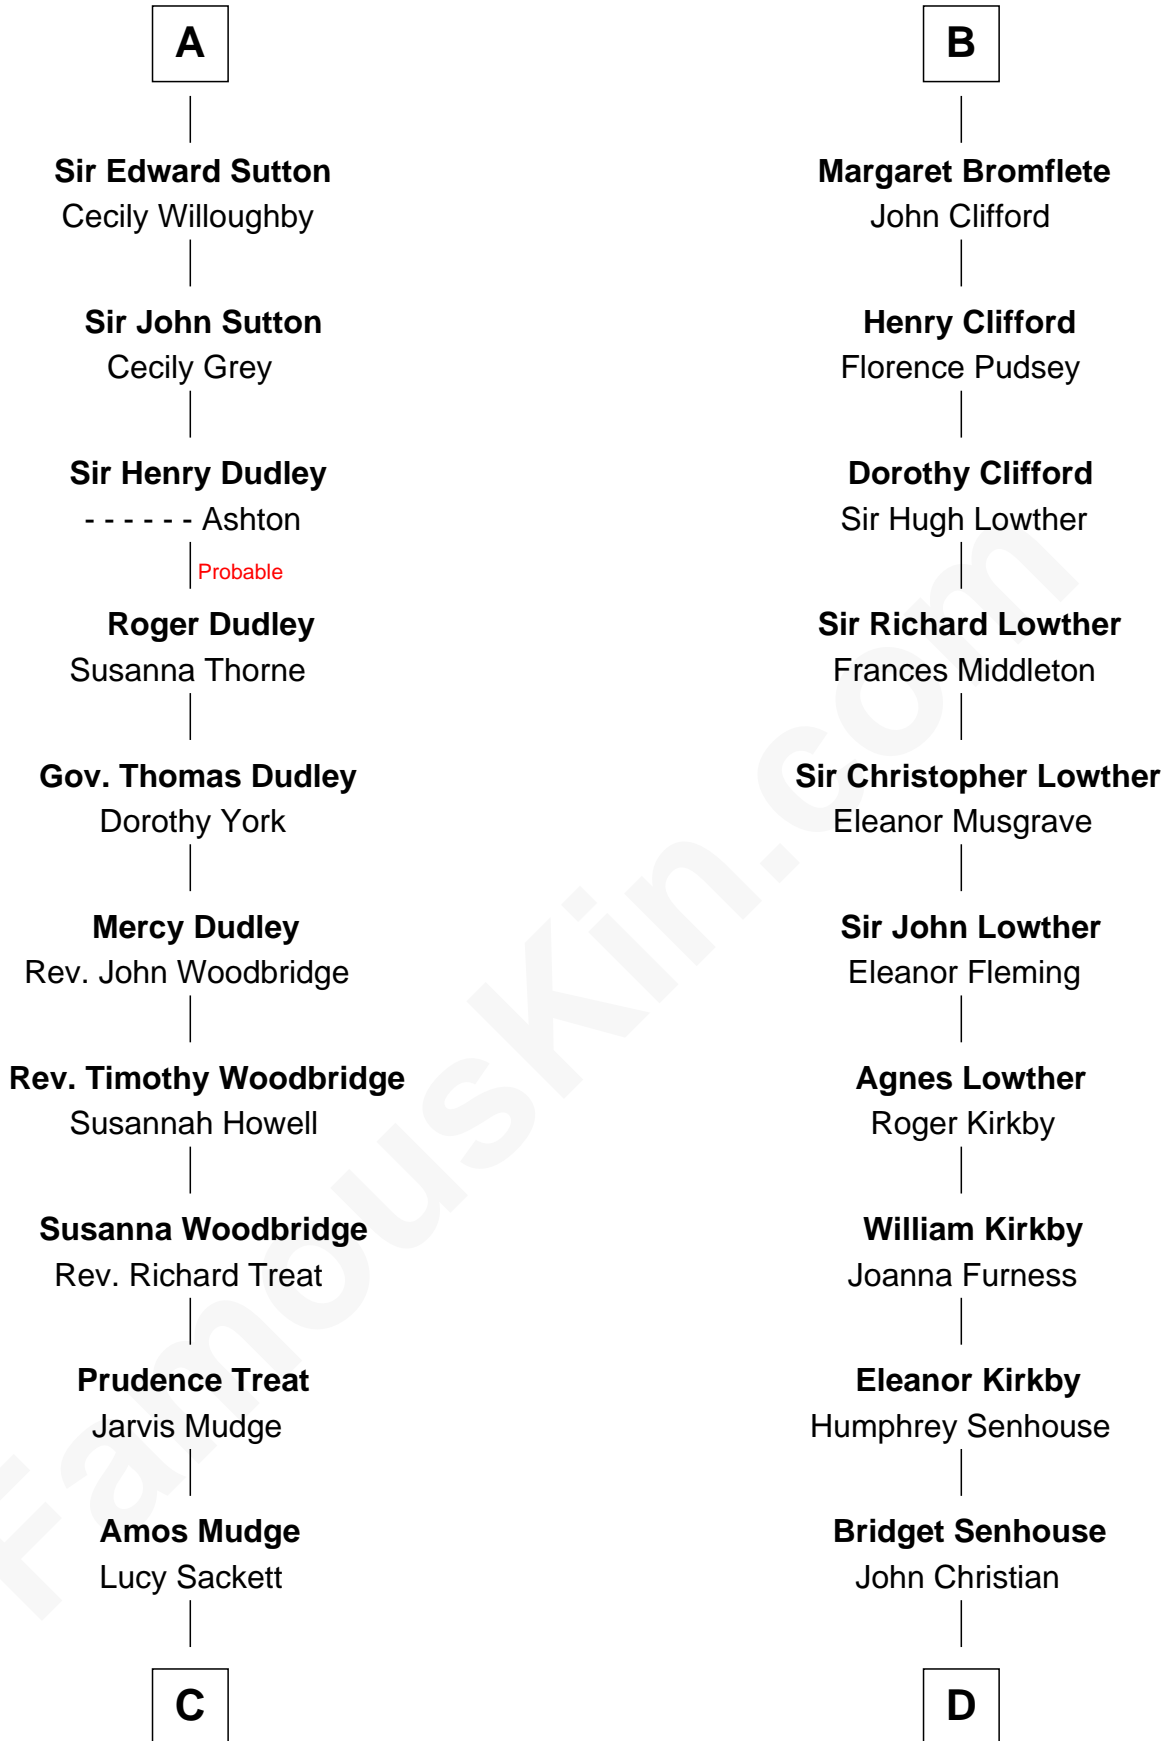 A
Sir Edward Sutton
Cecily Willoughby
Sir John Sutton
Cecily Grey
Sir Henry Dudley
- - - - - - Ashton
Probable
Roger Dudley
Susanna Thorne
Gov. Thomas Dudley
Dorothy York
Mercy Dudley
Rev. John Woodbridge
Rev. Timothy Woodbridge
Susannah Howell
Susanna Woodbridge
Rev. Richard Treat
Prudence Treat
Jarvis Mudge
Amos Mudge
Lucy Sackett
C
B
Margaret Bromflete
John Clifford
Henry Clifford
Florence Pudsey
Dorothy Clifford
Sir Hugh Lowther
Sir Richard Lowther
Frances Middleton
Sir Christopher Lowther
Eleanor Musgrave
Sir John Lowther
Eleanor Fleming
Agnes Lowther
Roger Kirkby
William Kirkby
Joanna Furness
Eleanor Kirkby
Humphrey Senhouse
Bridget Senhouse
John Christian
D
FamousKin.com